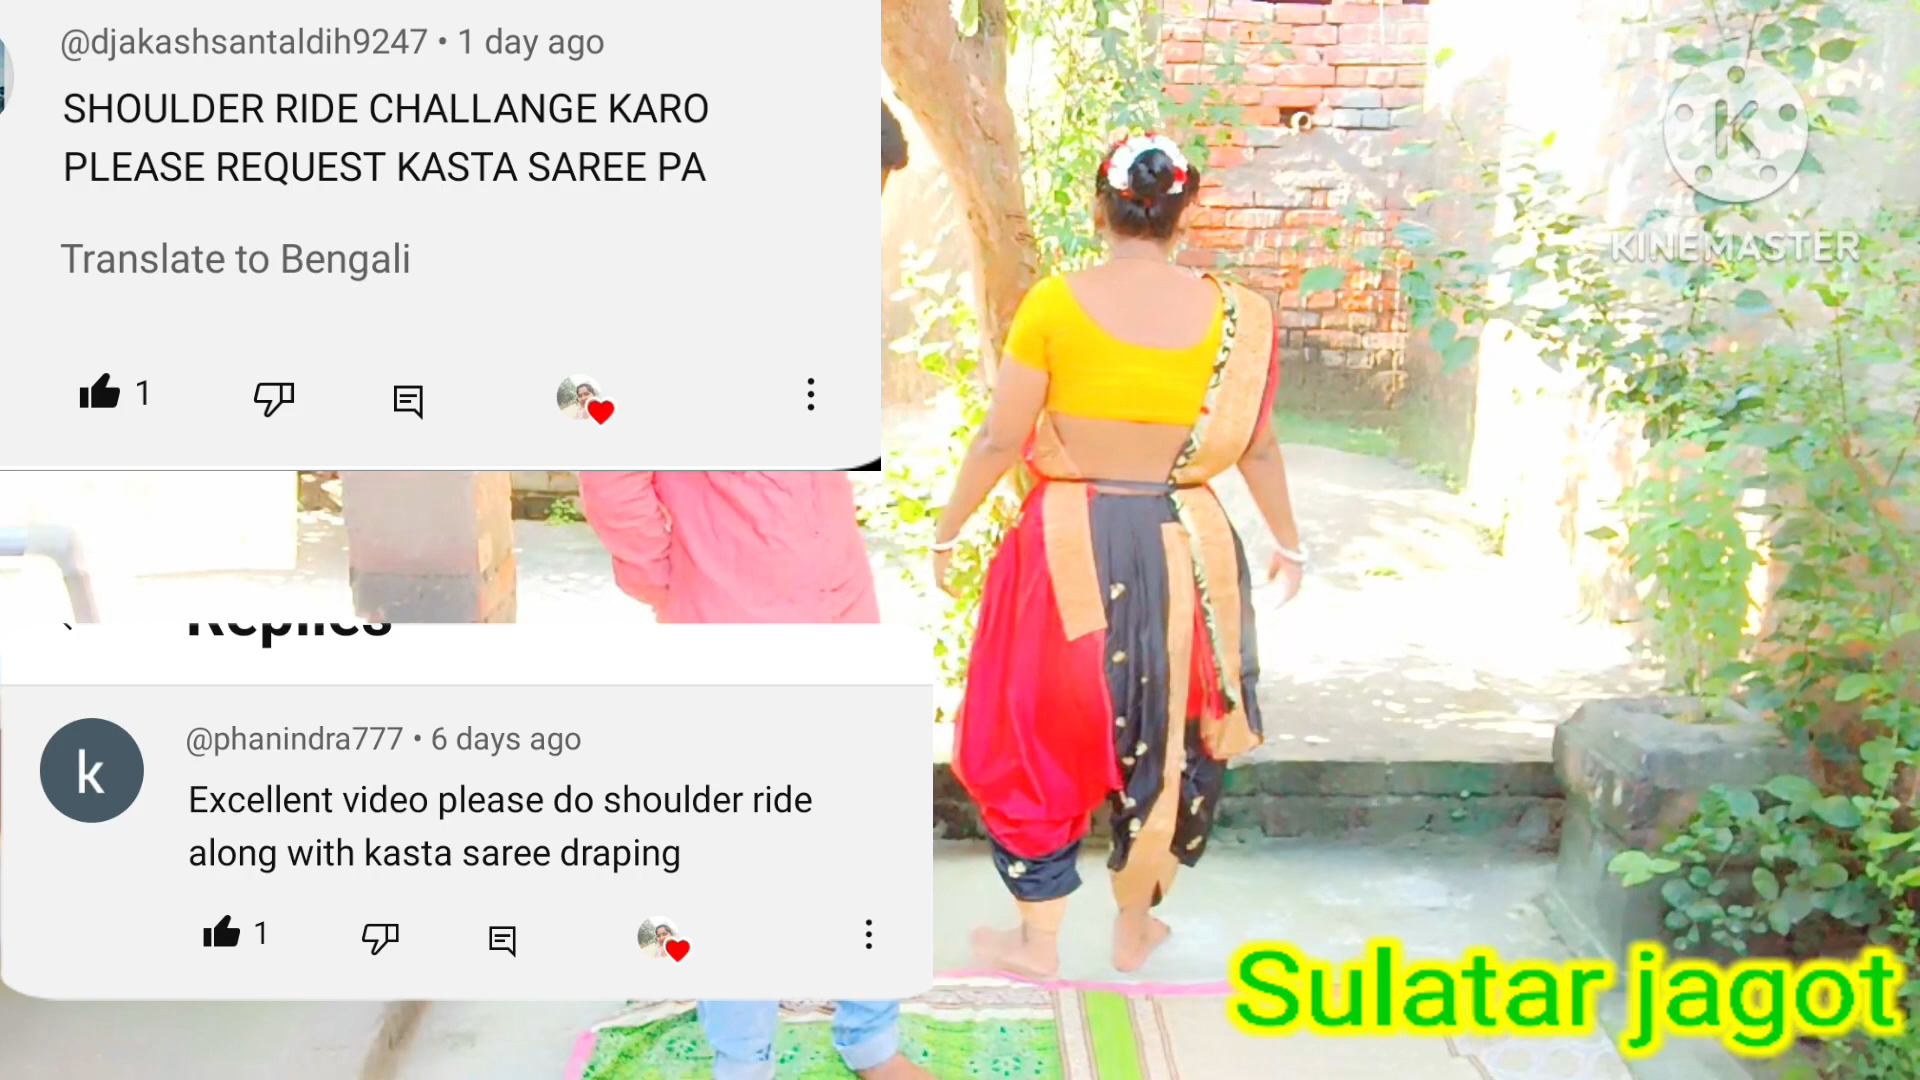 @djakashsantaldih9247 • 1 day ago
SHOULDER RIDE CHALLANGE KARO
PLEASE REQUEST KASTA SAREE PA
Translate to Bengali
1
K
KINEMASTER
Replies
k
@phanindra777 • 6 days ago
Excellent video please do shoulder ride
along with kasta saree draping
1
Sulatar jagot